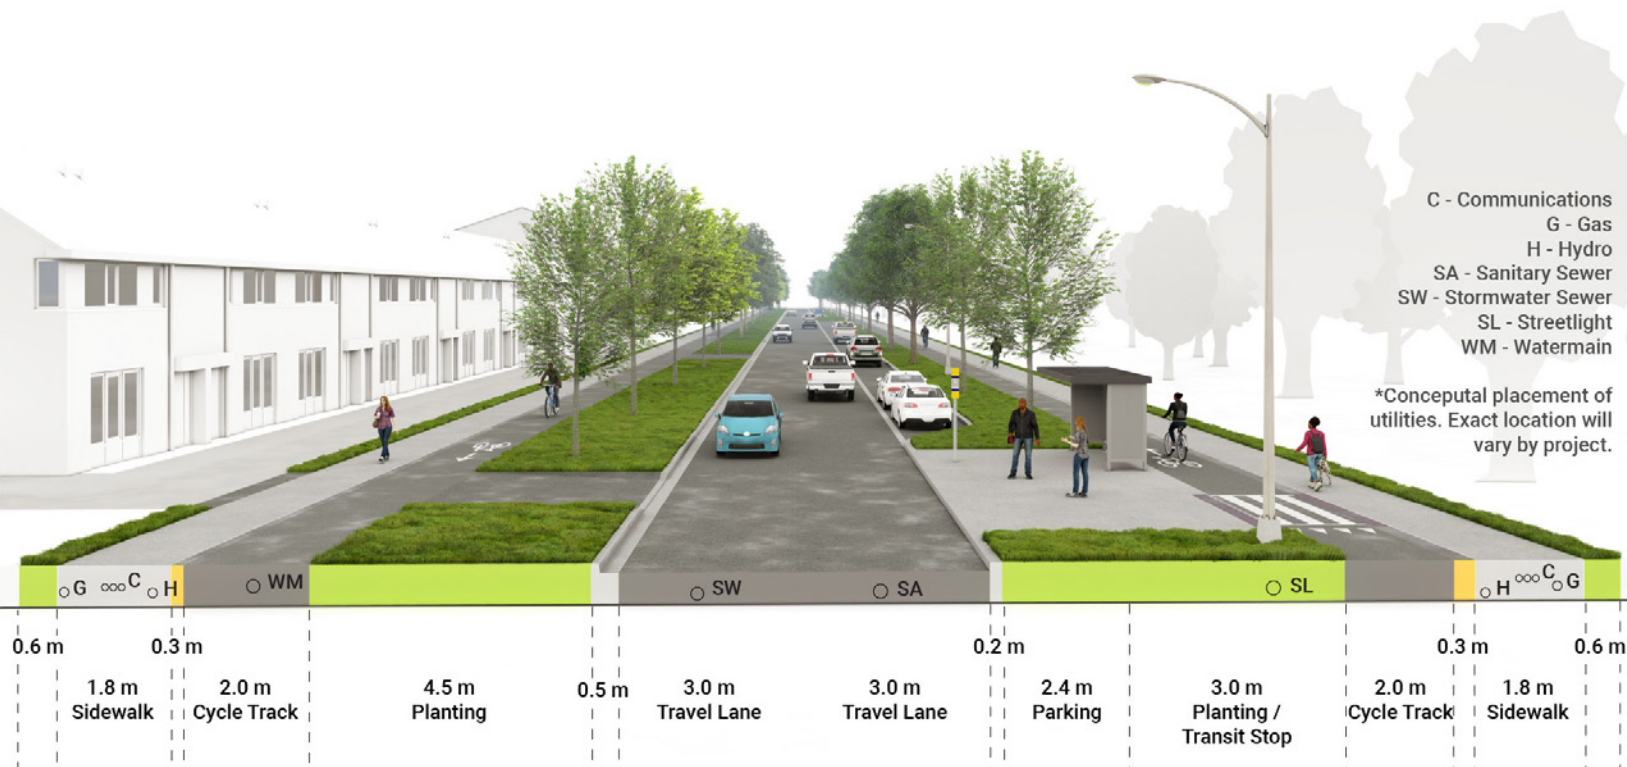 C - Communications
G - Gas
H - Hydro
SA - Sanitary Sewer
SW - Stormwater Sewer
SL - Streetlight
WM - Watermain
*Conceputal placement of
utilities. Exact location will
vary by project.
G C H WM SW SA SL H C G
0.6 m 0.3 m 0.2 m 0.3 m 0.6 m
1.8 m
Sidewalk
2.0 m
Cycle Track
4.5 m
Planting
0.5 m
3.0 m
Travel Lane
3.0 m
Travel Lane
2.4 m
Parking
3.0 m
Planting /
Transit Stop
2.0 m
Cycle Track
1.8 m
Sidewalk